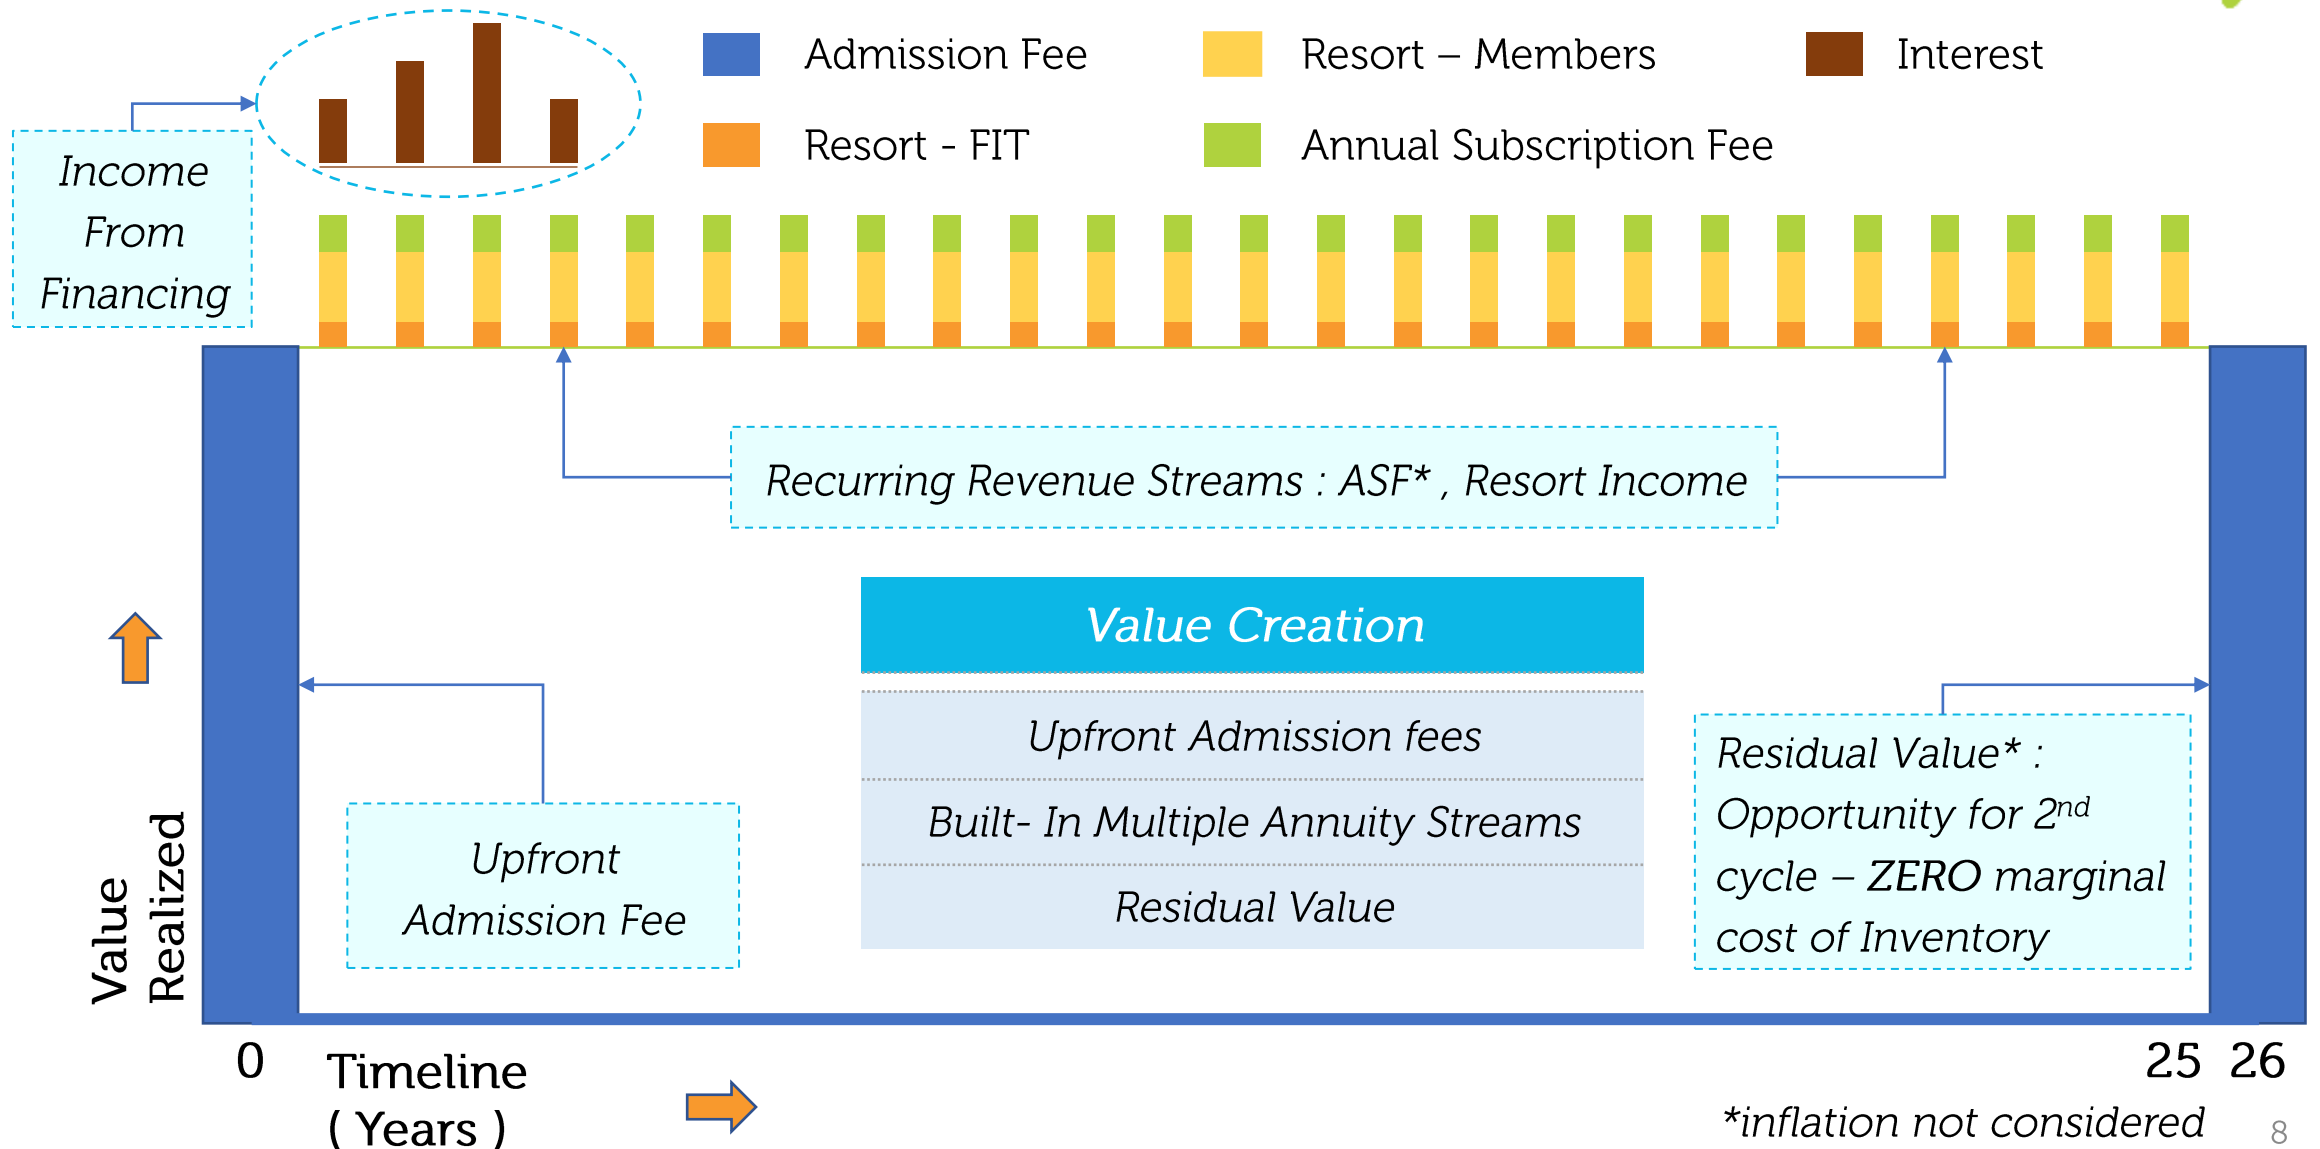 Admission Fee
Resort – Members
Interest
Resort - FIT
Annual Subscription Fee
Income
From
Financing
Recurring Revenue Streams : ASF* , Resort Income
Value Creation
Upfront Admission fees
Built- In Multiple Annuity Streams
Residual Value
Upfront
Admission Fee
Residual Value* :
Opportunity for 2nd
cycle – ZERO marginal
cost of Inventory
Value
Realized
0
25
26
Timeline
( Years )
*inflation not considered
8